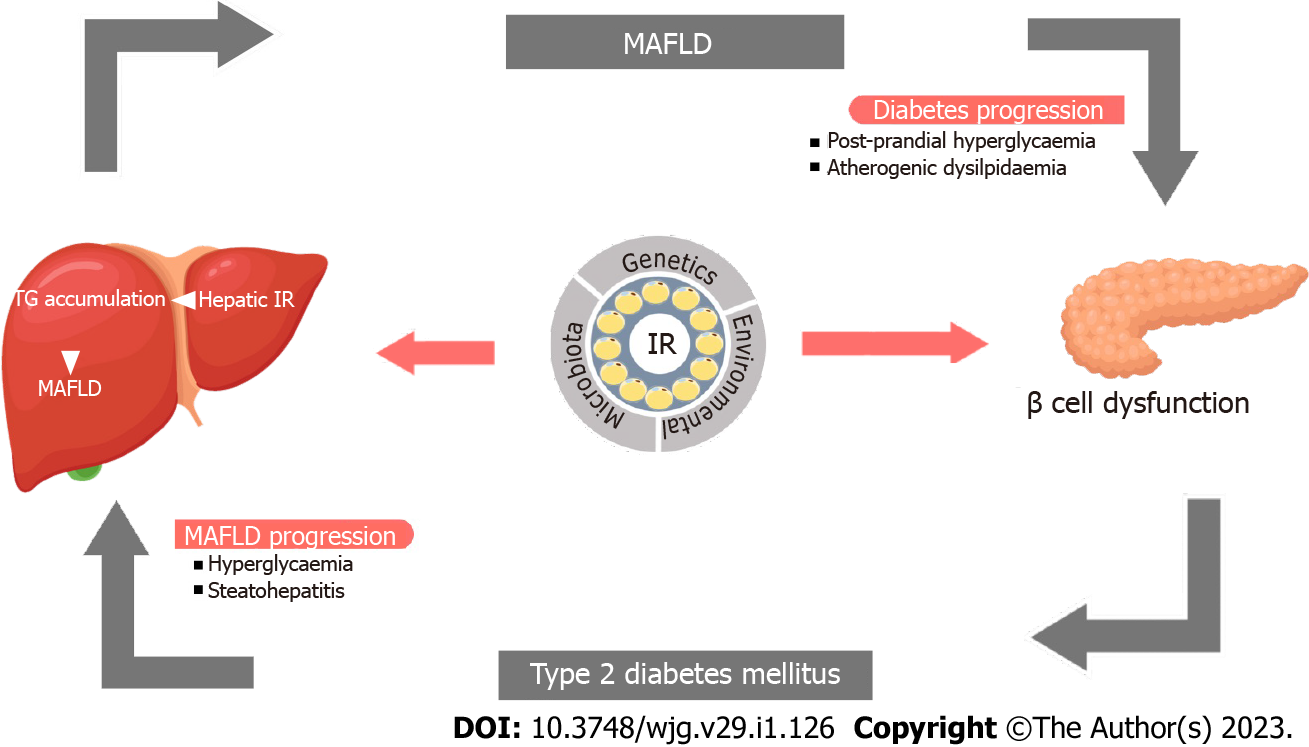 MAFLD
Diabetes progression
▪ Post-prandial hyperglycaemia
▪ Atherogenic dysilpidaemia
Genetics
Environmental
Microbiota
IR
TG accumulation
Hepatic IR
MAFLD
β cell dysfunction
MAFLD progression
▪ Hyperglycaemia
▪ Steatohepatitis
Type 2 diabetes mellitus
DOI: 10.3748/wjg.v29.i1.126 Copyright ©The Author(s) 2023.